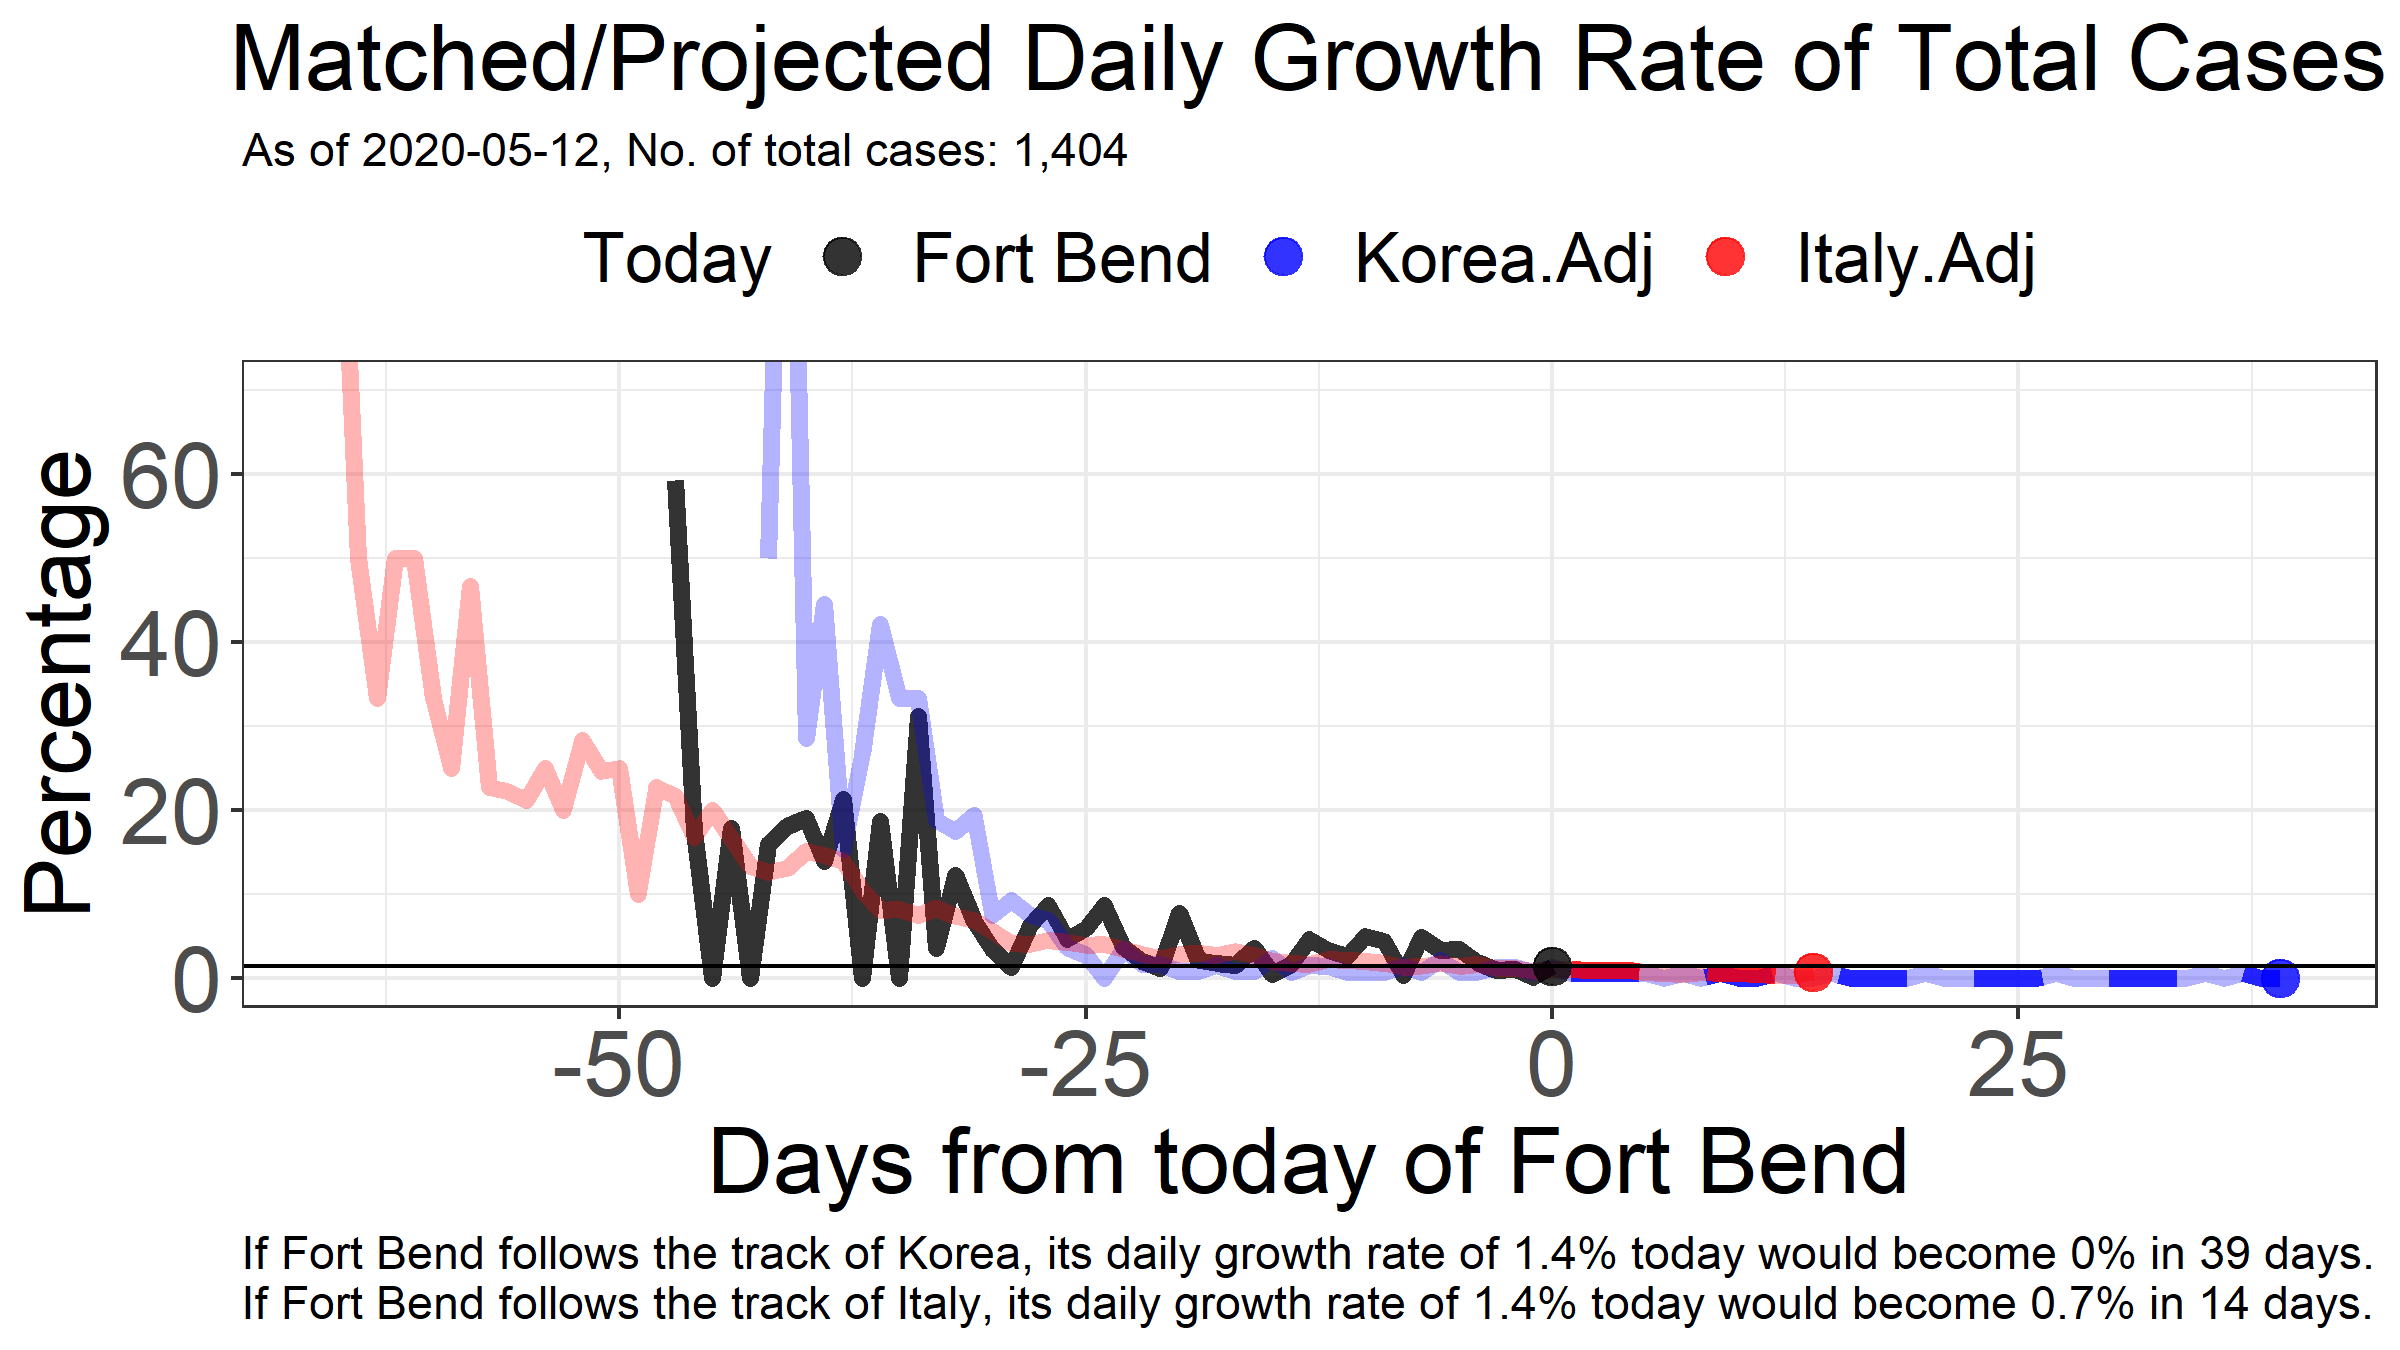 Matched/Projected Daily Growth Rate of Total Cases
As of 2020-05-12, No. of total cases: 1,404
Today Fort Bend Korea.Adj Italy.Adj
Percentage
60
40
20
0
-50 -25 0 25
Days from today of Fort Bend
If Fort Bend follows the track of Korea, its daily growth rate of 1.4% today would become 0% in 39 days.
If Fort Bend follows the track of Italy, its daily growth rate of 1.4% today would become 0.7% in 14 days.